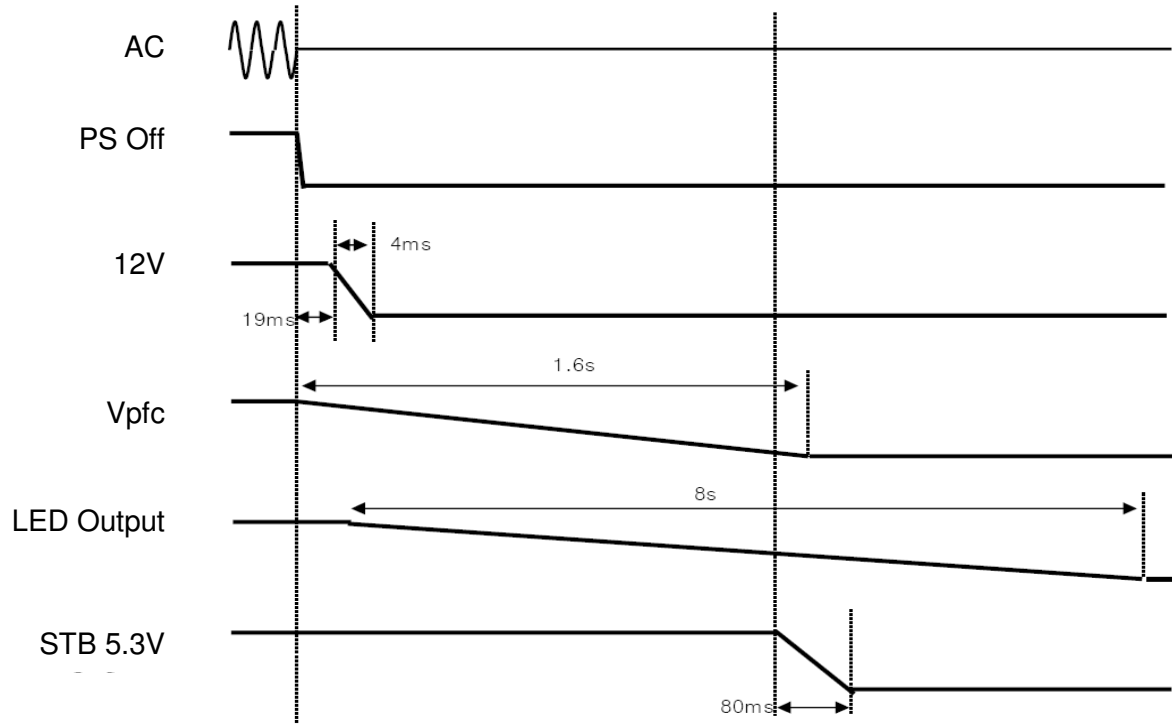 AC
PS Off
4ms
12V
19ms
1.6s
Vpfc
8s
LED Output
STB 5.3V
80ms